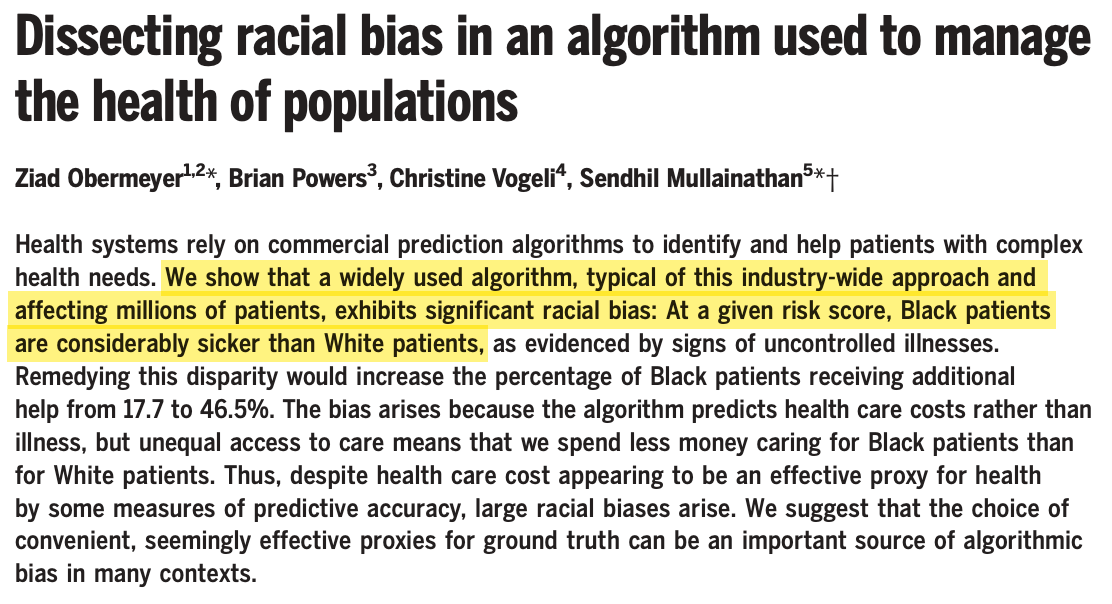 Dissecting racial bias in an algorithm used to manage
the health of populations
Ziad Obermeyer1,2*, Brian Powers3, Christine Vogeli4, Sendhil Mullainathan5*†
Health systems rely on commercial prediction algorithms to identify and help patients with complex
health needs. We show that a widely used algorithm, typical of this industry-wide approach and
affecting millions of patients, exhibits significant racial bias: At a given risk score, Black patients
are considerably sicker than White patients, as evidenced by signs of uncontrolled illnesses.
Remedying this disparity would increase the percentage of Black patients receiving additional
help from 17.7 to 46.5%. The bias arises because the algorithm predicts health care costs rather than
illness, but unequal access to care means that we spend less money caring for Black patients than
for White patients. Thus, despite health care cost appearing to be an effective proxy for health
by some measures of predictive accuracy, large racial biases arise. We suggest that the choice of
convenient, seemingly effective proxies for ground truth can be an important source of algorithmic
bias in many contexts.